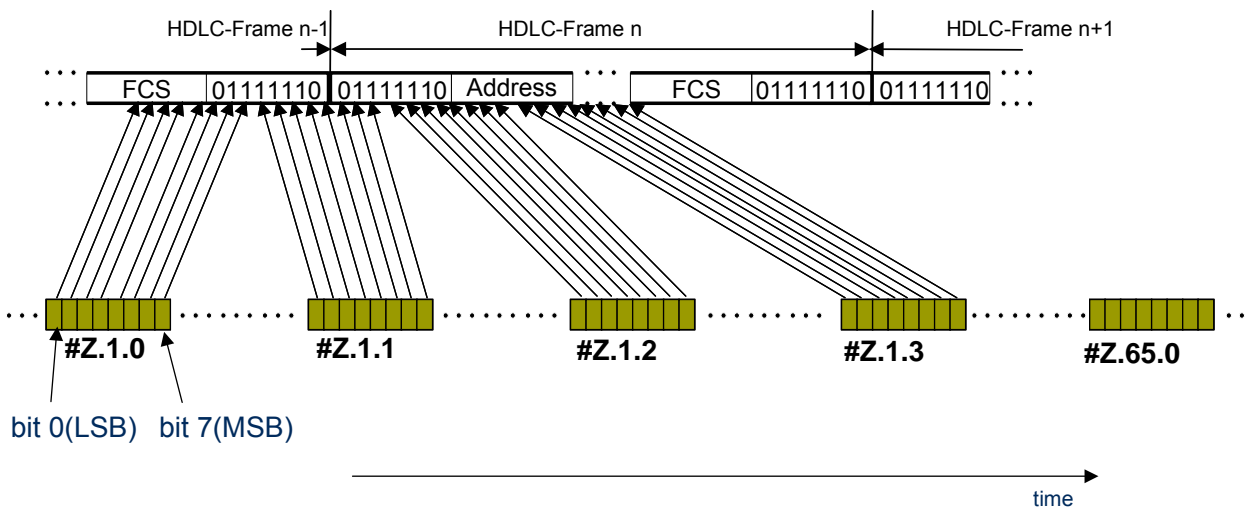 HDLC-Frame n-1 HDLC-Frame n HDLC-Frame n+1
FCS 01111110 01111110 Address FCS 01111110 01111110
#Z.1.0 #Z.1.1 #Z.1.2 #Z.1.3 #Z.65.0
bit 0(LSB) bit 7(MSB)
time